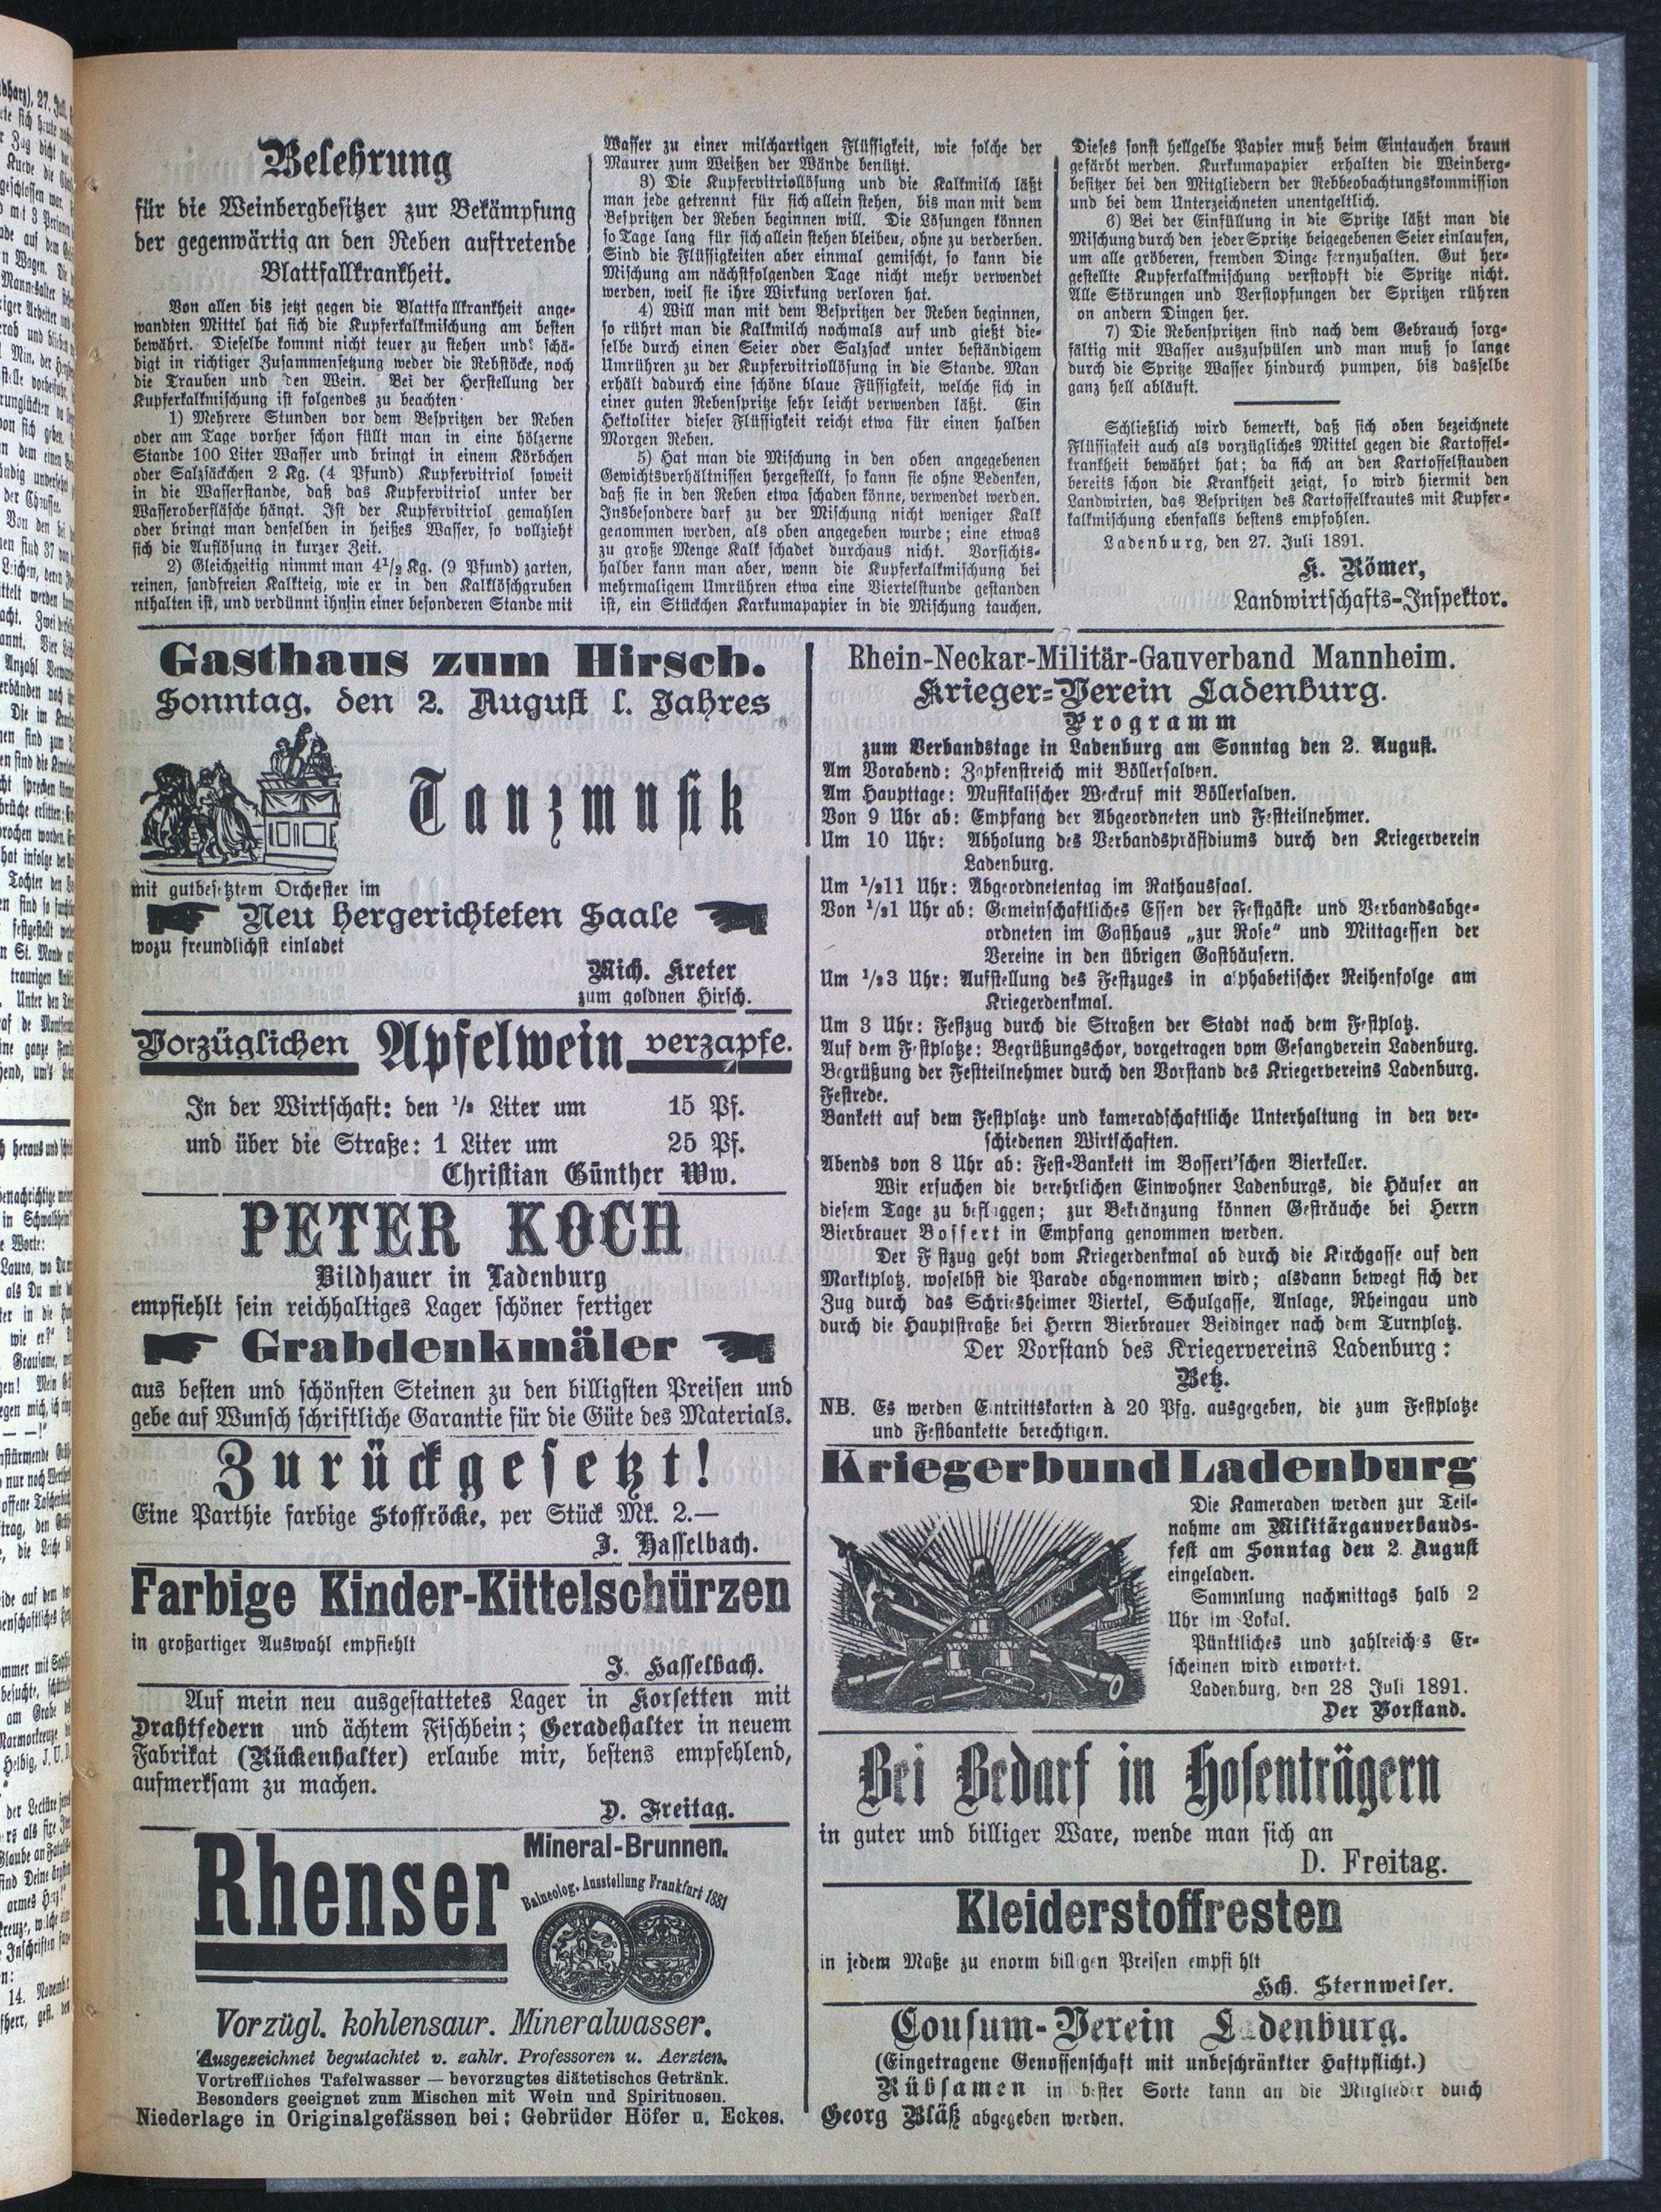 Belehrung
für die Weinbergbesitzer zur Bekämpfung
der gegenwärtig an den Reben auftretende
Blattfallkrankheit.
Von allen bis jetzt gegen die Blattfallkrankheit ange-
wandten Mittel hat sich die Kupferkalkmischung am besten
bewährt. Dieselbe kommt nicht teuer zu stehen und schä-
digt in richtiger Zusammensetzung weder die Rebstöcke, noch
die Trauben und den Wein. Bei der Herstellung der
Kupferkalkmischung ist folgendes zu beachten·
1) Mehrere Stunden vor dem Bespritzen der Reben
oder am Tage vorher schon füllt man in eine hölzerne
Stande 100 Liter Wasser und bringt in einem Körbchen
oder Salzsäckchen 2 Kg. (4 Pfund) Kupfervitriol soweit
in die Wasserstande, daß das Kupfervitriol unter der
Wasseroberfläsche hängt. Ist der Kupfervitriol gemahlen
oder bringt man denselben in heißes Wasser, so vollzieht
sich die Auflösung in kurzer Zeit.
2) Gleichzeitig nimmt man 4½ Kg. (9 Pfund) zarten,
reinen, sandfreien Kalkteig, wie er in den Kalklöschgruben
nthalten ist, und verdünnt ihn in einer besonderen Stande mit
Wasser zu einer milchartigen Flüssigkeit, wie solche der
Maurer zum Weißen der Wände benützt.
3) Die Kupfervitriollösung und die Kalkmilch läßt
man jede getrennt für sich allein stehen, bis man mit dem
Bespritzen der Reben beginnen will. Die Lösungen können
so Tage lang für sich allein stehen bleiben, ohne zu verderben.
Sind die Flüssigkeiten aber einmal gemischt, so kann die
Mischung am nächstfolgenden Tage nicht mehr verwendet
werden, weil sie ihre Wirkung verloren hat.
4) Will man mit dem Bespritzen der Reben beginnen,
so rührt man die Kalkmilch nochmals auf und gießt die-
selbe durch einen Seier oder Salzsack unter beständigem
Umrühren zu der Kupfervitriollösung in die Stande. Man
erhält dadurch eine schöne blaue Füssigkeit, welche sich in
einer guten Rebenspritze sehr leicht verwenden läßt. Ein
Hektoliter dieser Flüssigkeit reicht etwa für einen halben
Morgen Reben.
5) Hat man die Mischung in den oben angegebenen
Gewichtsverhältnissen hergestellt, so kann sie ohne Bedenken,
daß sie in den Reben etwa schaden könne, verwendet werden.
Insbesondere darf zu der Mischung nicht weniger Kalk
genommen werden, als oben angegeben wurde; eine etwas
zu große Menge Kalk schadet durchaus nicht. Vorsichts-
halber kann man aber, wenn die Kupferkalkmischung bei
mehrmaligem Umrühren etwa eine Viertelstunde gestanden
ist, ein Stückchen Karkumapapier in die Mischung tauchen.
Dieses sonst hellgelbe Papier muß beim Eintauchen braun
gefärbt werden. Kurkumapapier erhalten die Weinberg-
besitzer bei den Mitgliedern der Rebbeobachtungskommission
und bei dem Unterzeichneten unentgeltlich.
6) Bei der Einfüllung in die Spritze läßt man die
Mischung durch den jeder Spritze beigegebenen Seier einlaufen,
um alle gröberen, fremden Dinge fernzuhalten. Gut her-
gestellte Kupferkalkmischung verstopft die Spritze nicht.
Alle Störungen und Verstopfungen der Spritzen rühren
on andern Dingen her.
7) Die Rebenspritzen sind nach dem Gebrauch sorg-
fältig mit Wasser auszuspülen und man muß so lange
durch die Spritze Wasser hindurch pumpen, bis dasselbe
ganz hell abläuft.
Schließlich wird bemerkt, daß sich oben bezeichnete
Flüssigkeit auch als vorzügliches Mittel gegen die Kartoffel-
krankheit bewährt hat; da sich an den Kartoffelstauden
bereits schon die Krankheit zeigt, so wird hiermit den
Landwirten, das Bespritzen des Kartoffelkrautes mit Kupfer-
kalkmischung ebenfalls bestens empfohlen.
Ladenburg, den 27. Juli 1891.
K. Römer,
Landwirtschafts-Inspektor.
Gasthaus zum Hirsch.
Sonntag, den 2. August l. Jahres
Tanzmusik
mit gutbesetztem Orchester im
Neu hergerichteten Saale
wozu freundlichst einladet
Mich. Kreter
zum goldnen Hirsch.
Vorzüglichen Apfelwein verzapfe.
In der Wirtschaft: den ½ Liter um 15 Pf.
und über die Straße: 1 Liter um 25 Pf.
Christian Günther Ww.
PETER KOCH
Bildhauer in Ladenburg
empfiehlt sein reichhaltiges Lager schöner fertiger
Grabdenkmäler
aus besten und schönsten Steinen zu den billigsten Preisen und
gebe auf Wunsch schriftliche Garantie für die Güte des Materials.
Zurückgesetzt!
Eine Parthie farbige Stoffröcke, per Stück Mk. 2.—
J. Hasselbach.
Farbige Kinder-Kittelschürzen
in großartiger Auswahl empfiehlt
J. Hasselbach.
Auf mein neu ausgestattetes Lager in Korsetten mit
Drahtfedern und ächtem Fischbein; Geradehalter in neuem
Fabrikat (Rückenhalter) erlaube mir, bestens empfehlend,
aufmerksam zu machen.
D. Freitag.
Rhenser
Mineral-Brunnen.
Balneolog. Ausstellung Frankfurt 1881
Vorzügl. kohlensaur. Mineralwasser.
Ausgezeichnet begutachtet v. zahlr. Professoren u. Aerzten.
Vortreffliches Tafelwasser — bevorzugtes diätetisches Getränk.
Besonders geeignet zum Mischen mit Wein und Spirituosen.
Niederlage in Originalgefässen bei: Gebrüder Höfer u. Eckes.
Rhein-Neckar-Militär-Gauverband Mannheim.
Krieger-Verein Ladenburg.
Programm
zum Verbandstage in Ladenburg am Sonntag den 2. August.
Am Vorabend: Zapfenstreich mit Böllersalven.
Am Haupttage: Musikalischer Weckruf mit Böllersalven.
Von 9 Uhr ab: Empfang der Abgeordneten und Festteilnehmer.
Um 10 Uhr: Abholung des Verbandspräsidiums durch den Kriegerverein
Ladenburg.
Um ½11 Uhr: Abgeordnetentag im Rathaussaal.
Von ½1 Uhr ab: Gemeinschaftliches Essen der Festgäste und Verbandsabge-
ordneten im Gasthaus „zur Rose“ und Mittagessen der
Vereine in den übrigen Gasthäusern.
Um ½3 Uhr: Aufstellung des Festzuges in alphabetischer Reihenfolge am
Kriegerdenkmal.
Um 3 Uhr: Festzug durch die Straßen der Stadt nach dem Festplatz.
Auf dem Festplatze: Begrüßungschor, vorgetragen vom Gesangverein Ladenburg.
Begrüßung der Festteilnehmer durch den Vorstand des Kriegervereins Ladenburg.
Festrede.
Bankett auf dem Festplatze und kameradschaftliche Unterhaltung in den ver-
schiedenen Wirtschaften.
Abends von 8 Uhr ab: Fest-Bankett im Bossert'schen Bierkeller.
Wir ersuchen die verehrlichen Einwohner Ladenburgs, die Häuser an
diesem Tage zu beflaggen; zur Bekränzung können Gesträuche bei Herrn
Bierbrauer Bossert in Empfang genommen werden.
Der Festzug geht vom Kriegerdenkmal ab durch die Kirchgasse auf den
Marktplatz, woselbst die Parade abgenommen wird; alsdann bewegt sich der
Zug durch das Schriesheimer Viertel, Schulgasse, Anlage, Rheingau und
durch die Hauptstraße bei Herrn Bierbrauer Beidinger nach dem Turnplatz.
Der Vorstand des Kriegervereins Ladenburg:
Betz.
NB. Es werden Eintrittskarten à 20 Pfg. ausgegeben, die zum Festplatze
und Festbankette berechtigen.
Kriegerbund Ladenburg
Die Kameraden werden zur Teil-
nahme am Militärgauverbands-
fest am Sonntag den 2. August
eingeladen.
Sammlung nachmittags halb 2
Uhr im Lokal.
Pünktliches und zahlreiches Er-
scheinen wird erwartet.
Ladenburg, den 28 Juli 1891.
Der Vorstand.
Bei Bedarf in Hosenträgern
in guter und billiger Ware, wende man sich an
D. Freitag.
Kleiderstoffresten
in jedem Maße zu enorm billigen Preisen empfi hlt
Hch. Sternweiler.
Consum-Verein Ladenburg.
(Eingetragene Genossenschaft mit unbeschränkter Haftpflicht.)
Rübsamen in bester Sorte kann an die Mitglieder durch
Georg Bläß abgegeben werden.